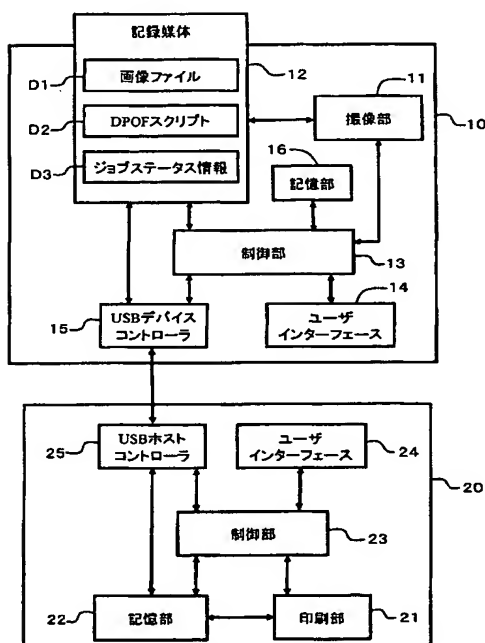 記録媒体
D1
画像ファイル
12
D2
DPOFスクリプト
D3
ジョブステータス情報
11
撮像部
10
16
記憶部
制御部
13
14
15
USBデバイス
コントローラ
ユーザ
インターフェース
25
USBホスト
コントローラ
ユーザ
インターフェース
24
20
制御部
23
22
記憶部
印刷部
21